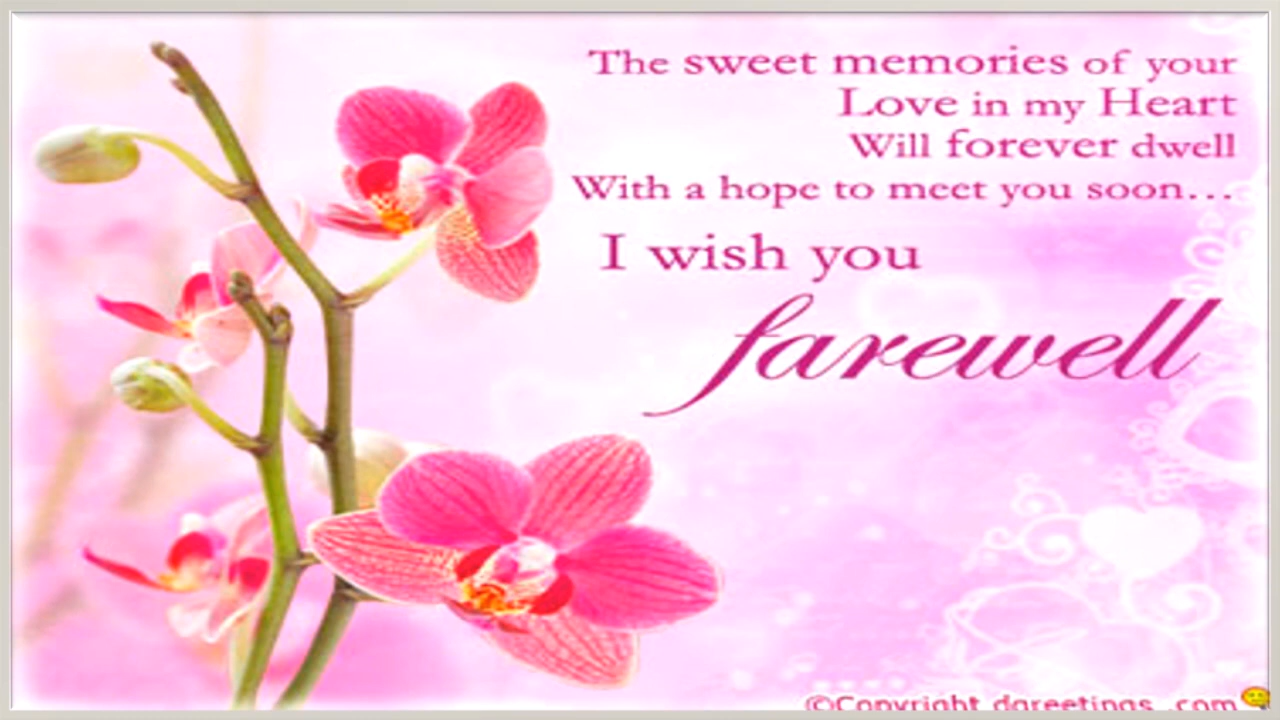 The sweet memories of your
Love in my Heart
Will forever dwell
With a hope to meet you soon...
I wish you
farewell
©Copyright dgreetings .com